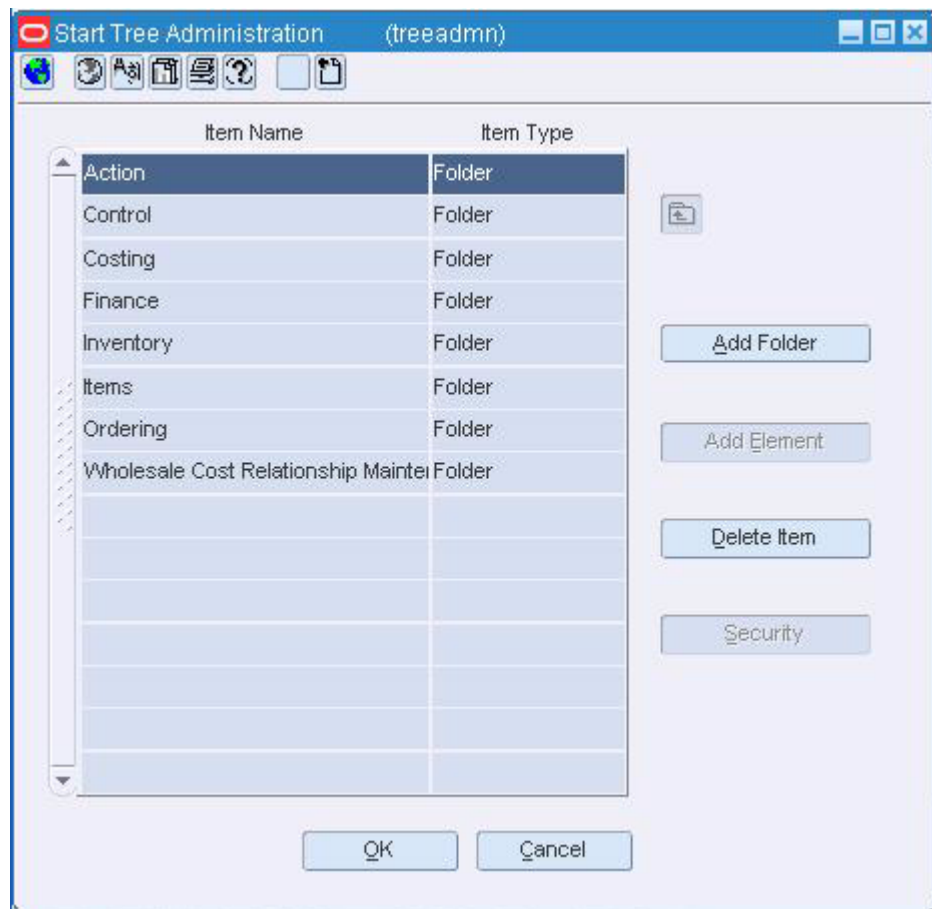 Start Tree Administration (treeadmn)
Item Name Item Type
Action Folder
Control Folder
Costing Folder
Finance Folder
Inventory Folder
Items Folder
Ordering Folder
Wholesale Cost Relationship Mainter Folder
Add Folder
Add Element
Delete Item
Security
OK Cancel